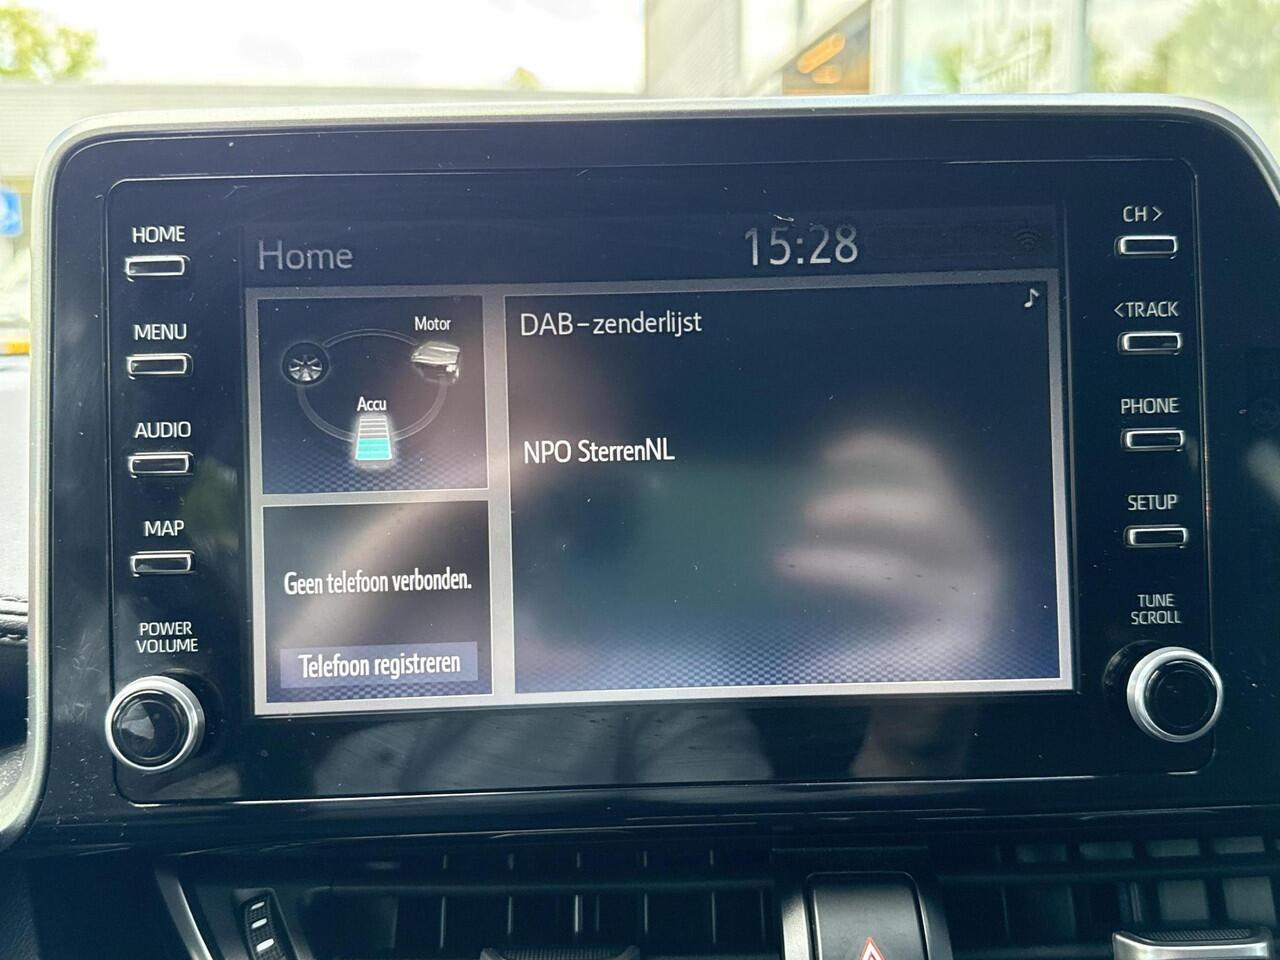 HOME
MENU
AUDIO
MAP
POWER
VOLUME
Home
15:28
Motor
Accu
Geen telefoon verbonden.
Telefoon registreren
DAB-zenderlijst
NPO SterrenNL
CH>
<TRACK
PHONE
SETUP
TUNE
SCROLL